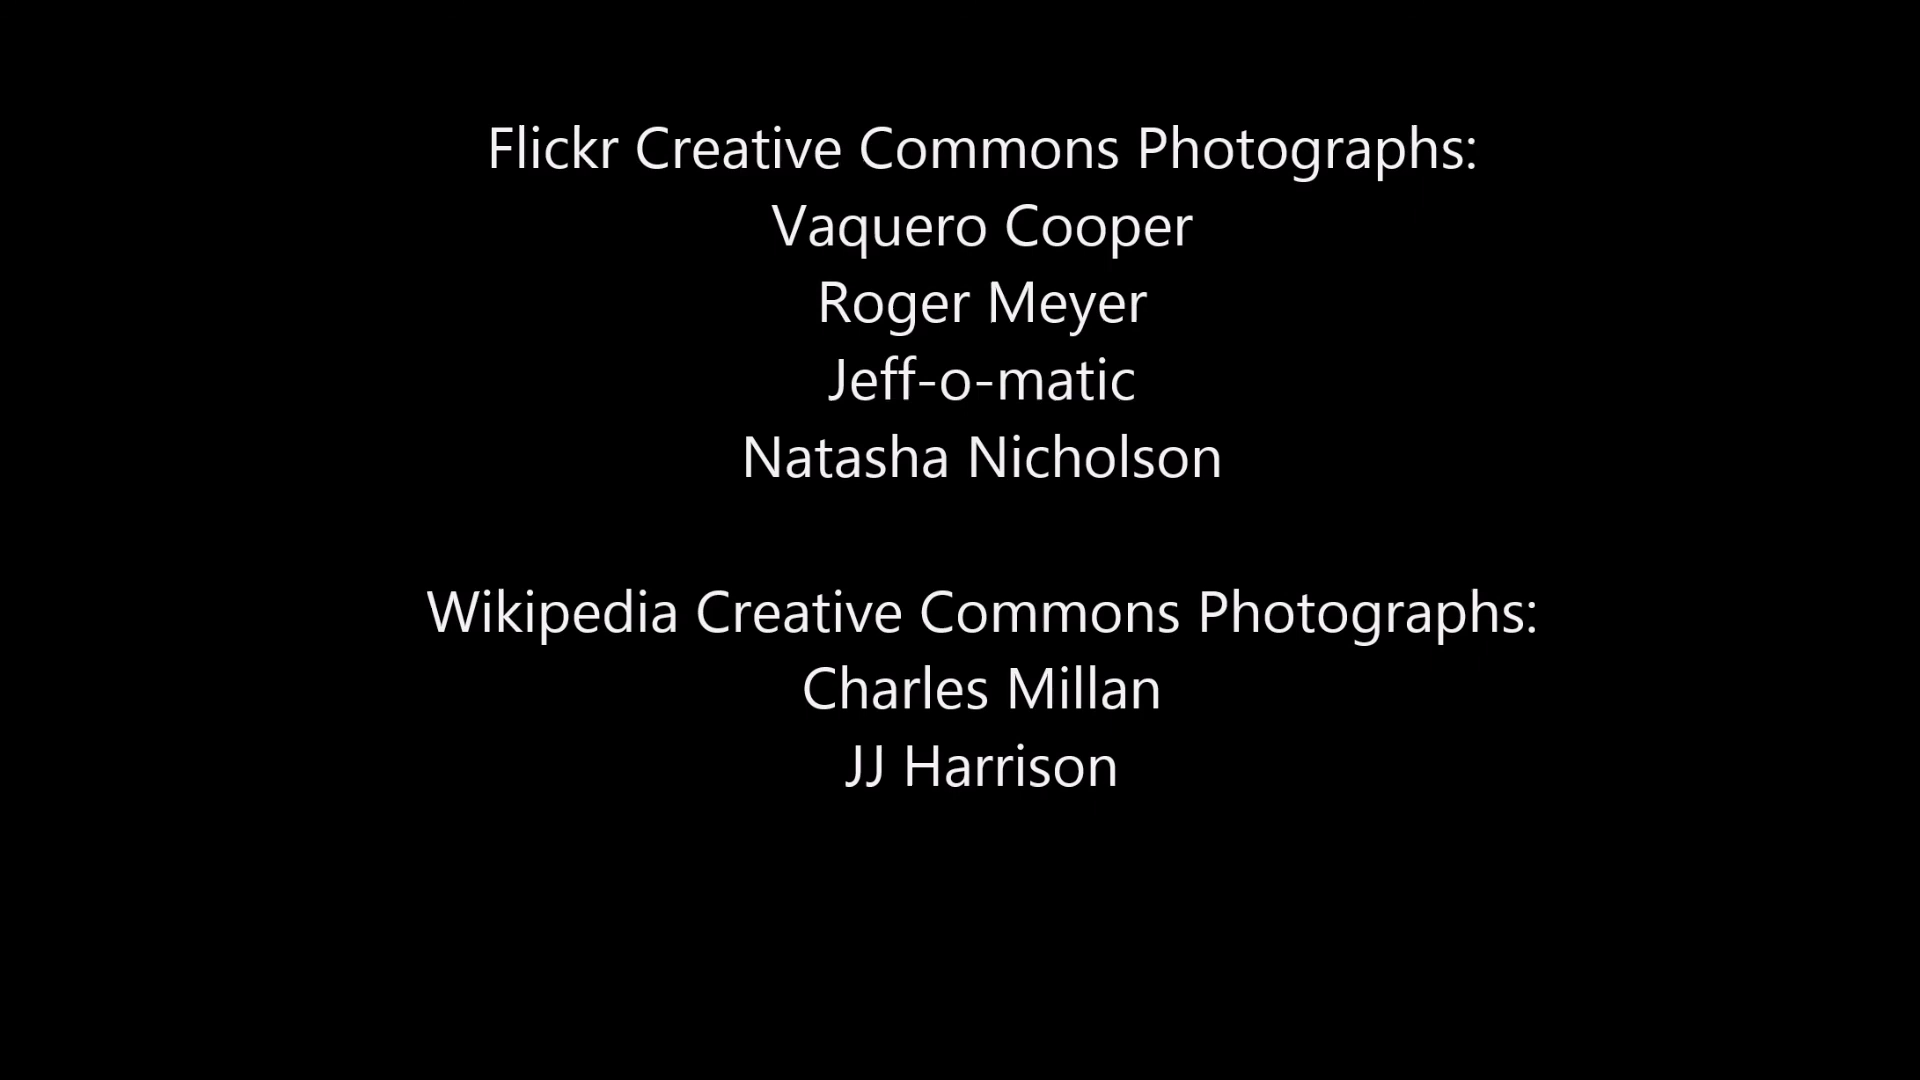 Flickr Creative Commons Photographs:
Vaquero Cooper
Roger Meyer
Jeff-o-matic
Natasha Nicholson
Wikipedia Creative Commons Photographs:
Charles Millan
JJ Harrison